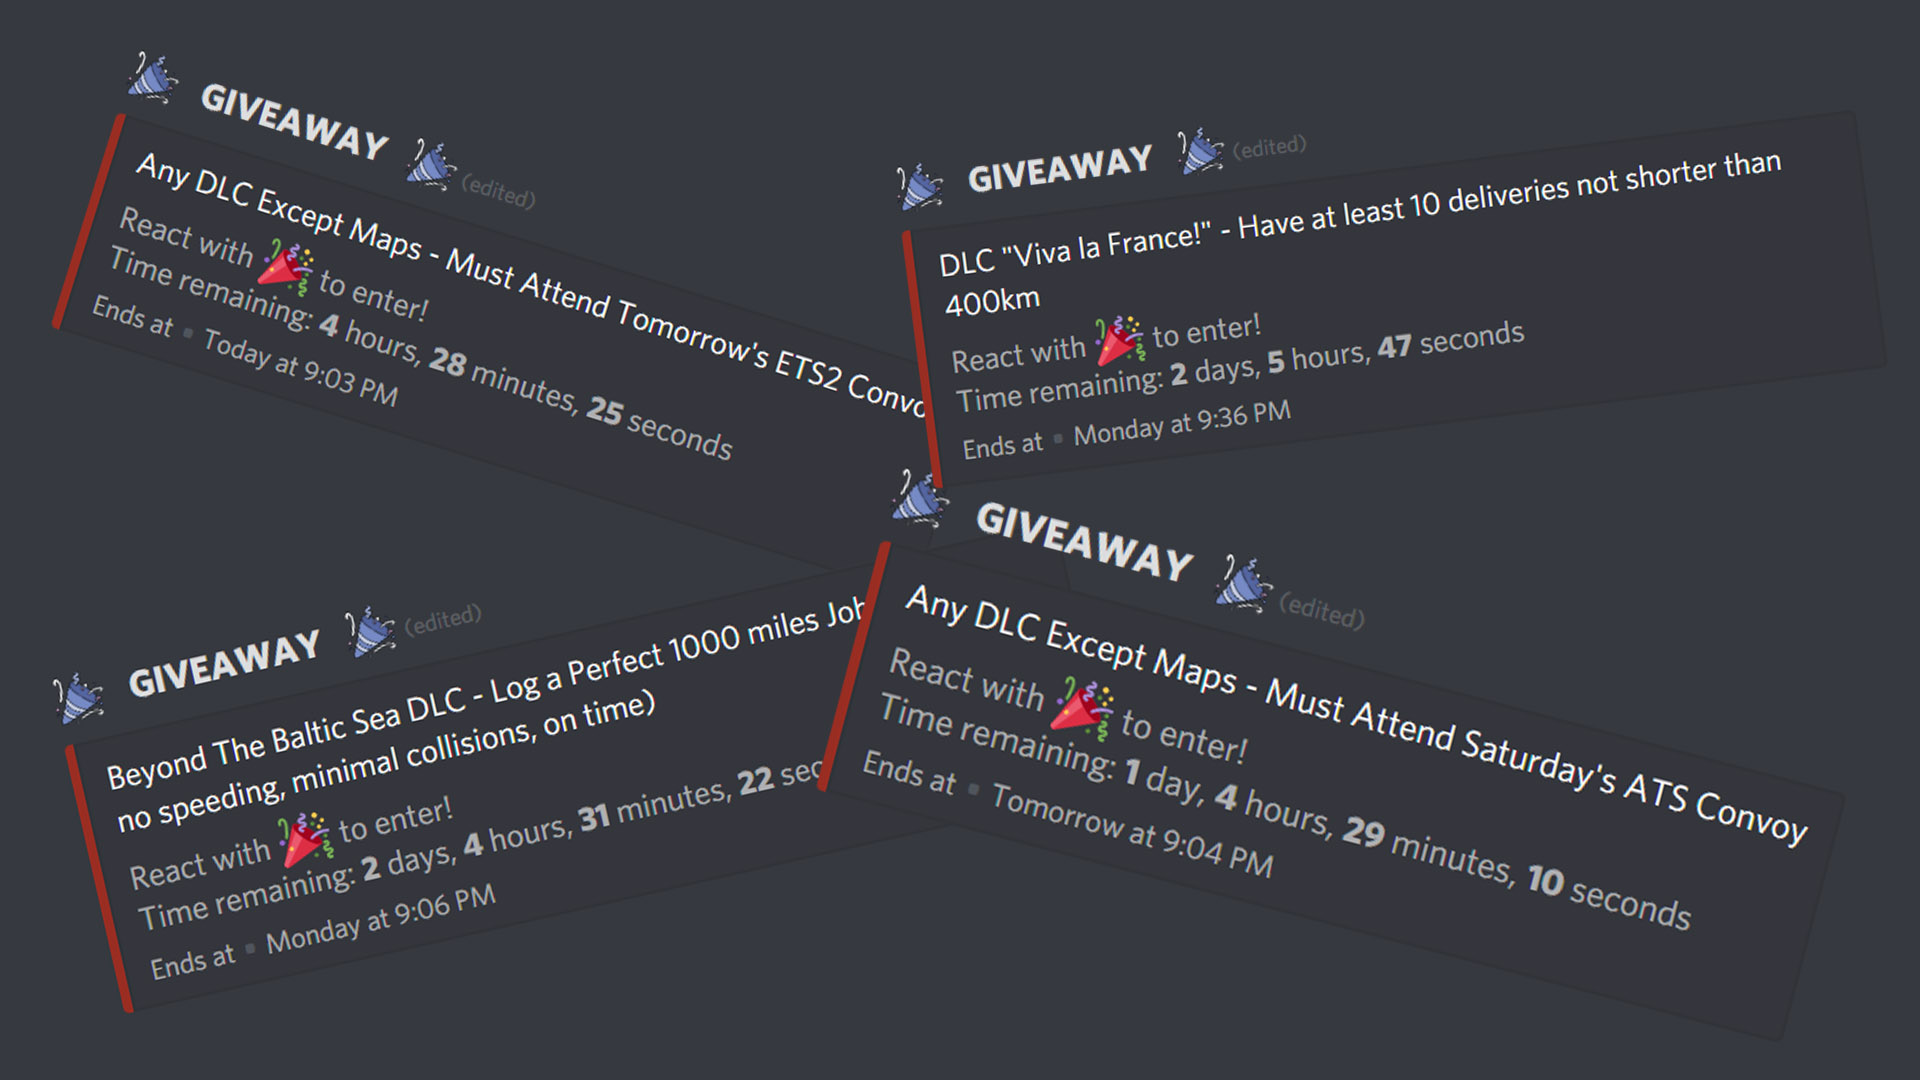 GIVEAWAY (edited)
Any DLC Except Maps - Must Attend Tomorrow's ETS2 Convo
React with to enter!
Time remaining: 4 hours, 28 minutes, 25 seconds
Ends at • Today at 9:03 PM
GIVEAWAY (edited)
DLC "Viva la France!" - Have at least 10 deliveries not shorter than
400km
React with to enter!
Time remaining: 2 days, 5 hours, 47 seconds
Ends at • Monday at 9:36 PM
GIVEAWAY (edited)
Beyond The Baltic Sea DLC - Log a Perfect 1000 miles Job
no speeding, minimal collisions, on time)
React with to enter!
Time remaining: 2 days, 4 hours, 31 minutes, 22 sec
Ends at • Monday at 9:06 PM
GIVEAWAY (edited)
Any DLC Except Maps - Must Attend Saturday's ATS Convoy
React with to enter!
Time remaining: 1 day, 4 hours, 29 minutes, 10 seconds
Ends at • Tomorrow at 9:04 PM